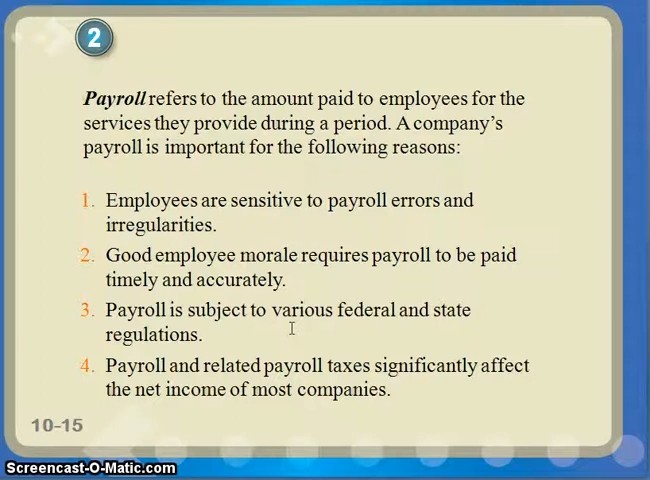 2
Payroll refers to the amount paid to employees for the
services they provide during a period. A company’s
payroll is important for the following reasons:
1. Employees are sensitive to payroll errors and
irregularities.
2. Good employee morale requires payroll to be paid
timely and accurately.
3. Payroll is subject to various federal and state
regulations.
4. Payroll and related payroll taxes significantly affect
the net income of most companies.
10-15
Screencast-O-Matic.com